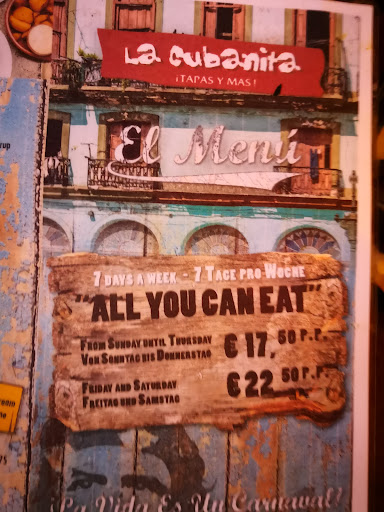 La Cubanita
¡TAPAS Y MAS!
El Menú
7 DAYS A WEEK - 7 TAGE PRO WOCHE
"ALL YOU CAN EAT"
FROM SUNDAY UNTIL THURSDAY
VON SONNTAG BIS DONNERSTAG
€ 17,50 P.P.
FRIDAY AND SATURDAY
FREITAG UND SAMSTAG
€ 22,50 P.P.
¡La Vida Es Un Carnaval!